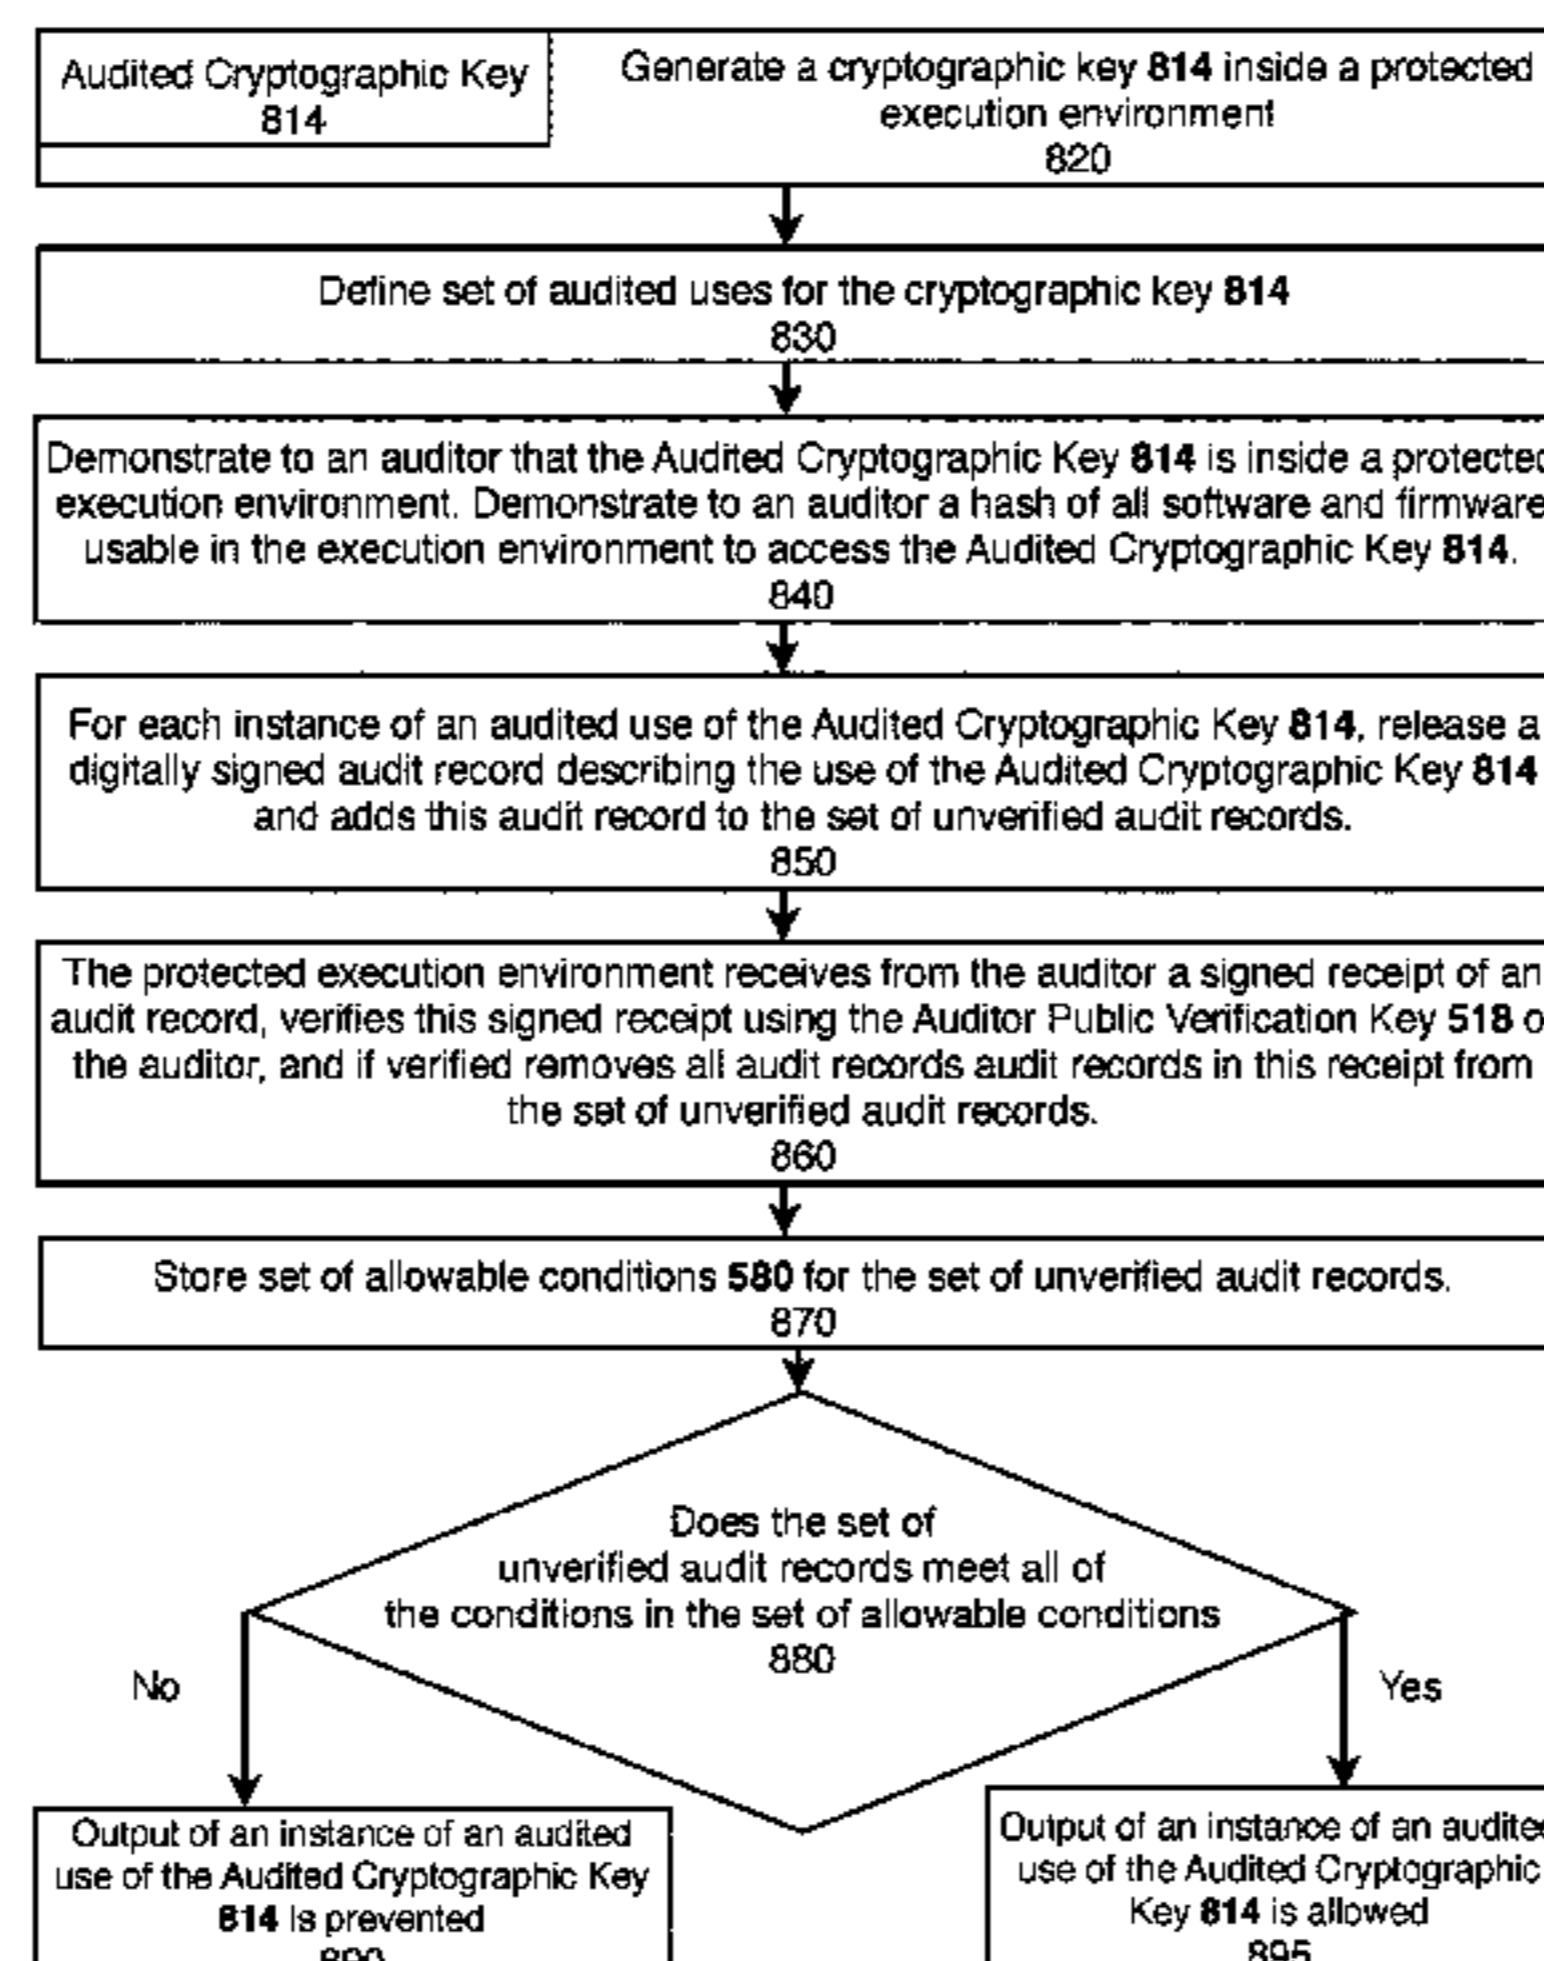 Audited Cryptographic Key
814
Generate a cryptographic key 814 inside a protected
execution environment
820
Define set of audited uses for the cryptographic key 814
830
Demonstrate to an auditor that the Audited Cryptographic Key 814 is inside a protected
execution environment. Demonstrate to an auditor a hash of all software and firmware
usable in the execution environment to access the Audited Cryptographic Key 814.
840
For each instance of an audited use of the Audited Cryptographic Key 814, release a
digitally signed audit record describing the use of the Audited Cryptographic Key 814
and adds this audit record to the set of unverified audit records.
850
The protected execution environment receives from the auditor a signed receipt of an
audit record, verifies this signed receipt using the Auditor Public Verification Key 518
the auditor, and if verified removes all audit records audit records in this receipt from
the set of unverified audit records.
860
Store set of allowable conditions 580 for the set of unverified audit records.
870
Does the set of
unverified audit records meet all of
the conditions in the set of allowable conditions
880
No
Yes
Output of an instance of an audited
use of the Audited Cryptographic Key
814 is prevented
890
Output of an instance of an audited
use of the Audited Cryptographic
Key 814 is allowed
895